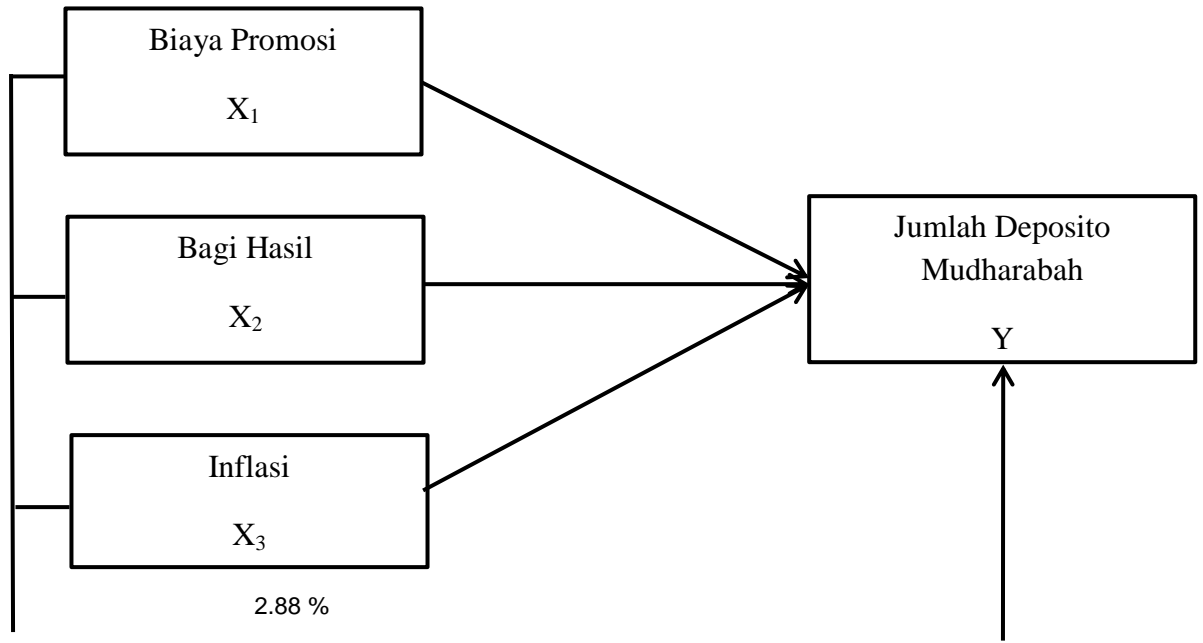 Biaya Promosi
X₁
Bagi Hasil
X₂
Inflasi
X₃
2.88 %
Jumlah Deposito
Mudharabah
Y